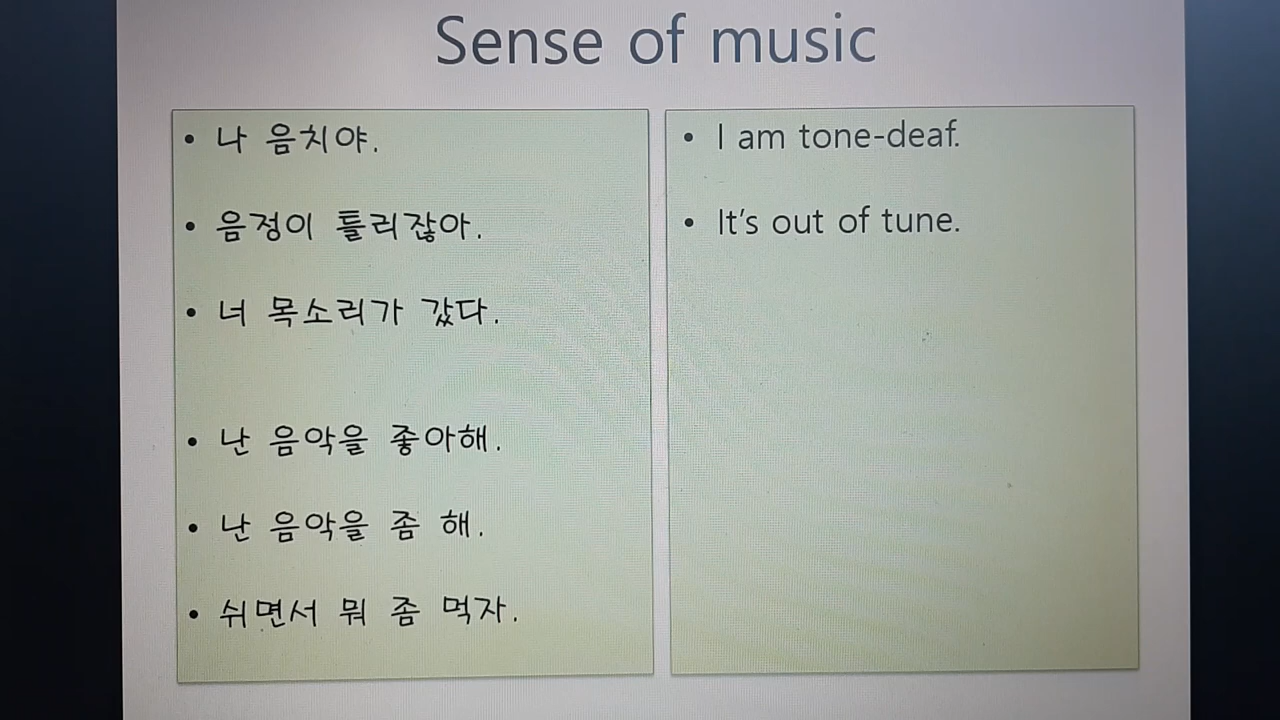 Sense of music
• 나 음치야.
• 음정이 틀리잖아.
• 너 목소리가 갔다.
• 난 음악을 좋아해.
• 난 음악을 좀 해.
• 쉬면서 뭐 좀 먹자.
• I am tone-deaf.
• It's out of tune.